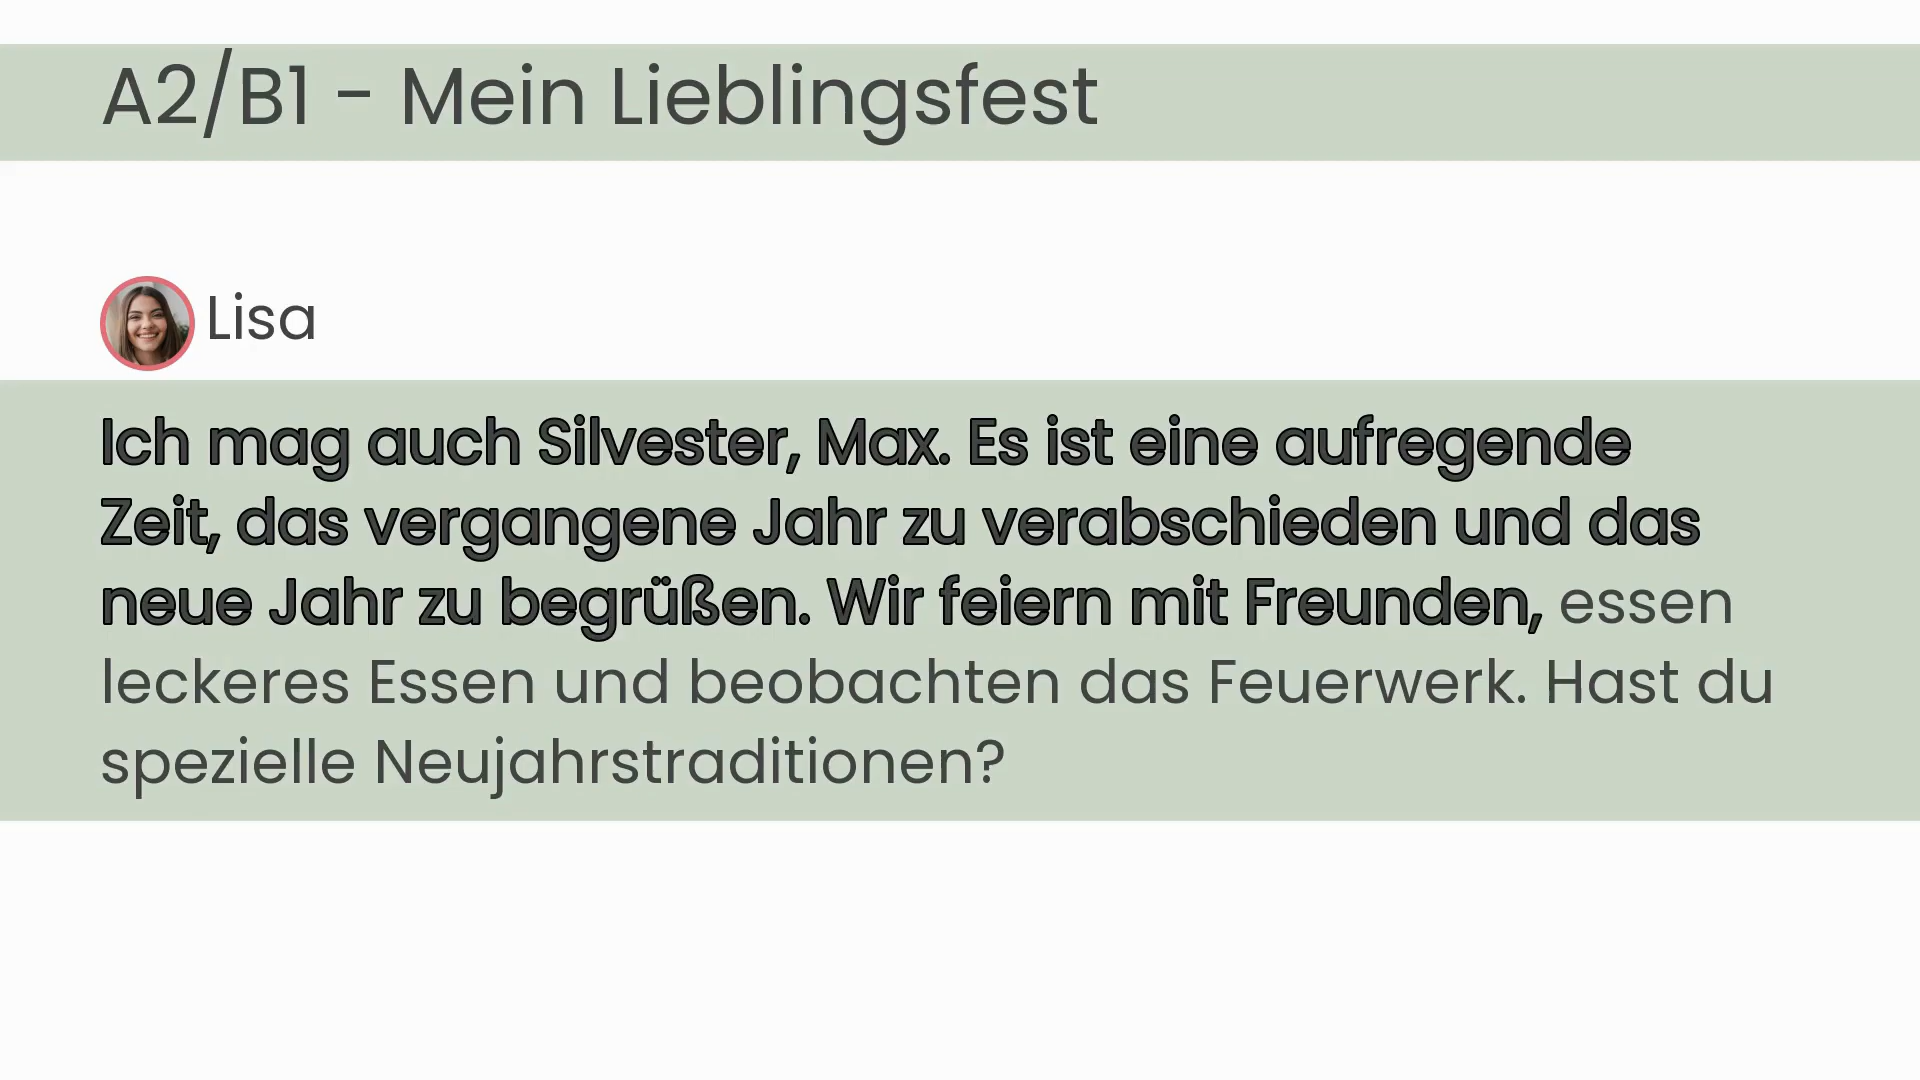 A2/B1 - Mein Lieblingsfest
Lisa
Ich mag auch Silvester, Max. Es ist eine aufregende
Zeit, das vergangene Jahr zu verabschieden und das
neue Jahr zu begrüßen. Wir feiern mit Freunden, essen
leckeres Essen und beobachten das Feuerwerk. Hast du
spezielle Neujahrstraditionen?